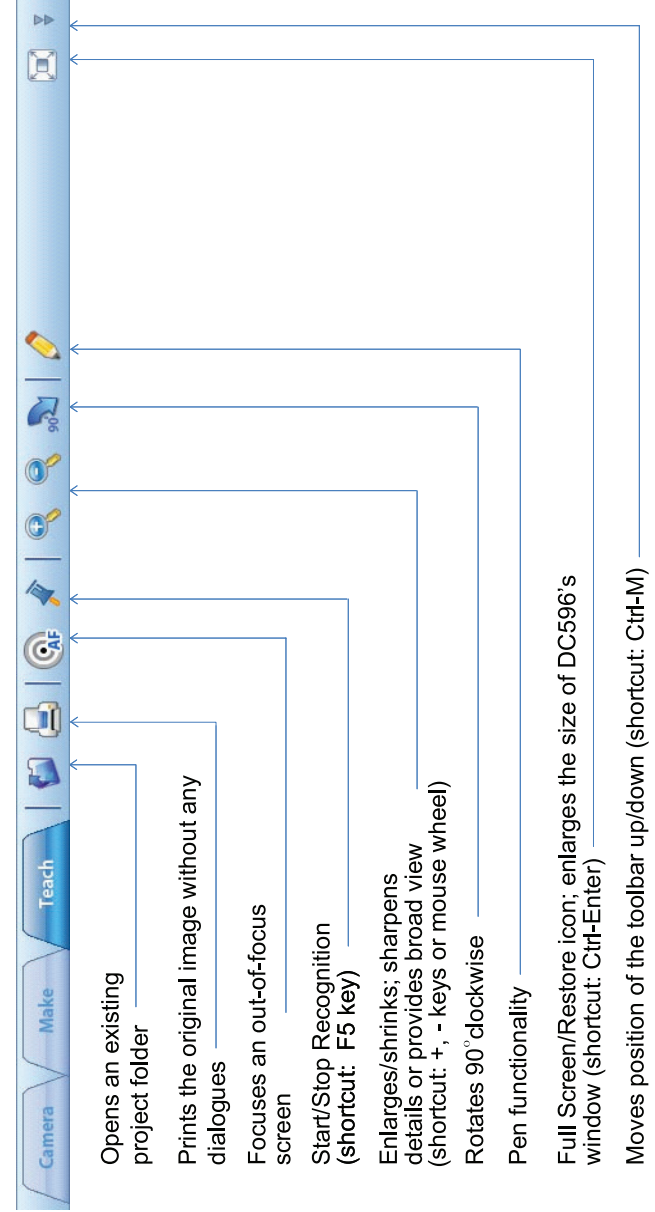 Camera
Make
Teach
AF
90°
Opens an existing
project folder
Prints the original image without any
dialogues
Focuses an out-of-focus
screen
Start/Stop Recognition
(shortcut: F5 key)
Enlarges/shrinks; sharpens
details or provides broad view
(shortcut: +, - keys or mouse wheel)
Rotates 90°clockwise
Pen functionality
Full Screen/Restore icon; enlarges the size of DC596's
window (shortcut: Ctrl-Enter)
Moves position of the toolbar up/down (shortcut: Ctrl-M)